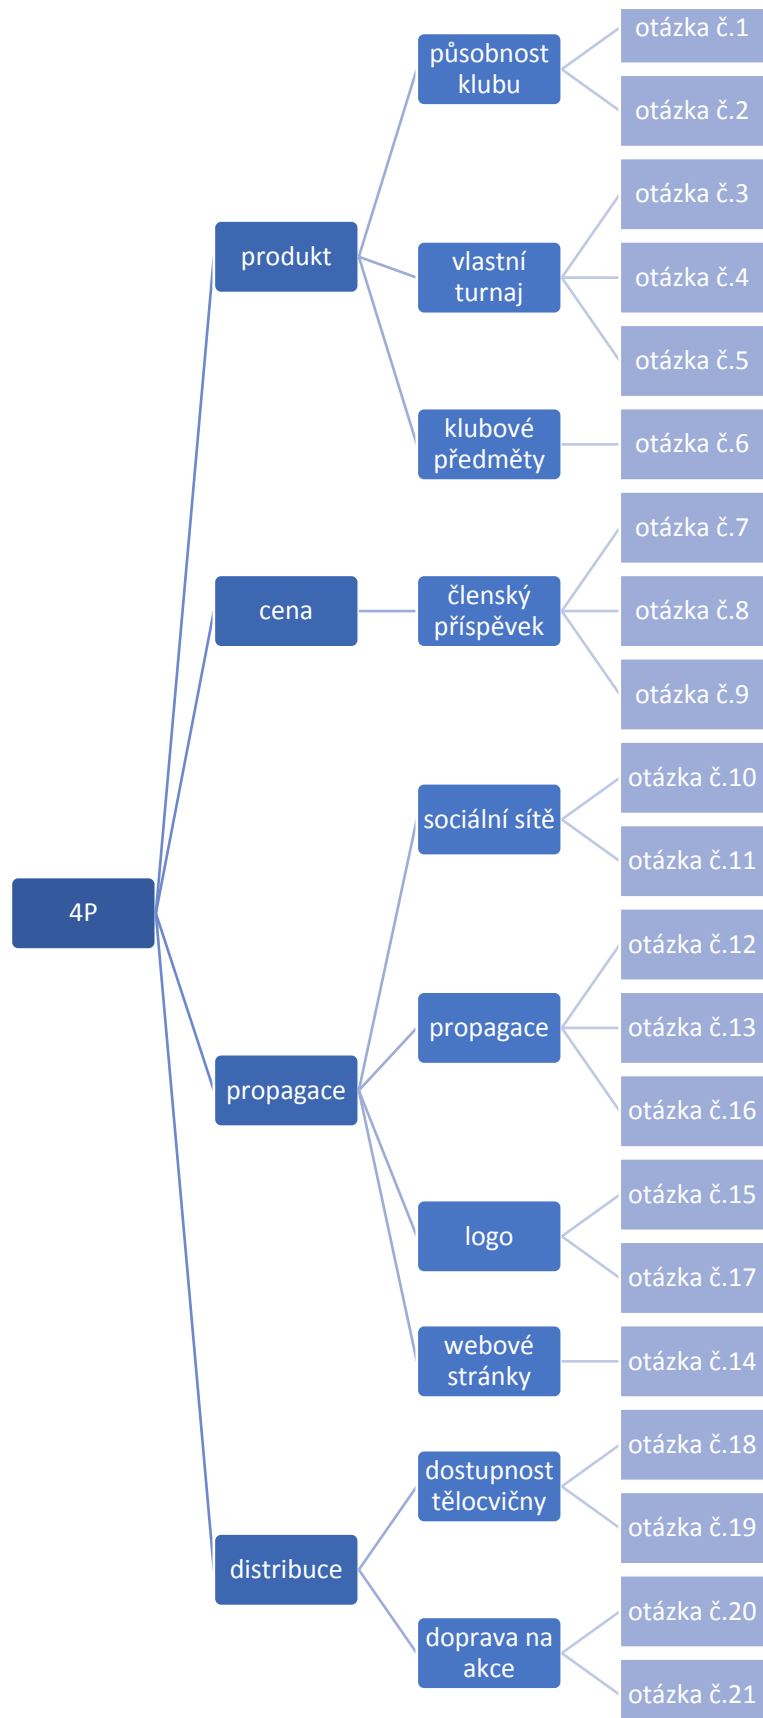 4P
produkt
působnost
klubu
otázka č.1
otázka č.2
vlastní
turnaj
otázka č.3
otázka č.4
otázka č.5
klubové
předměty
otázka č.6
cena
členský
příspěvek
otázka č.7
otázka č.8
otázka č.9
propagace
sociální sítě
otázka č.10
otázka č.11
propagace
otázka č.12
otázka č.13
otázka č.16
logo
otázka č.15
otázka č.17
webové
stránky
otázka č.14
distribuce
dostupnost
tělocvičny
otázka č.18
otázka č.19
doprava na
akce
otázka č.20
otázka č.21